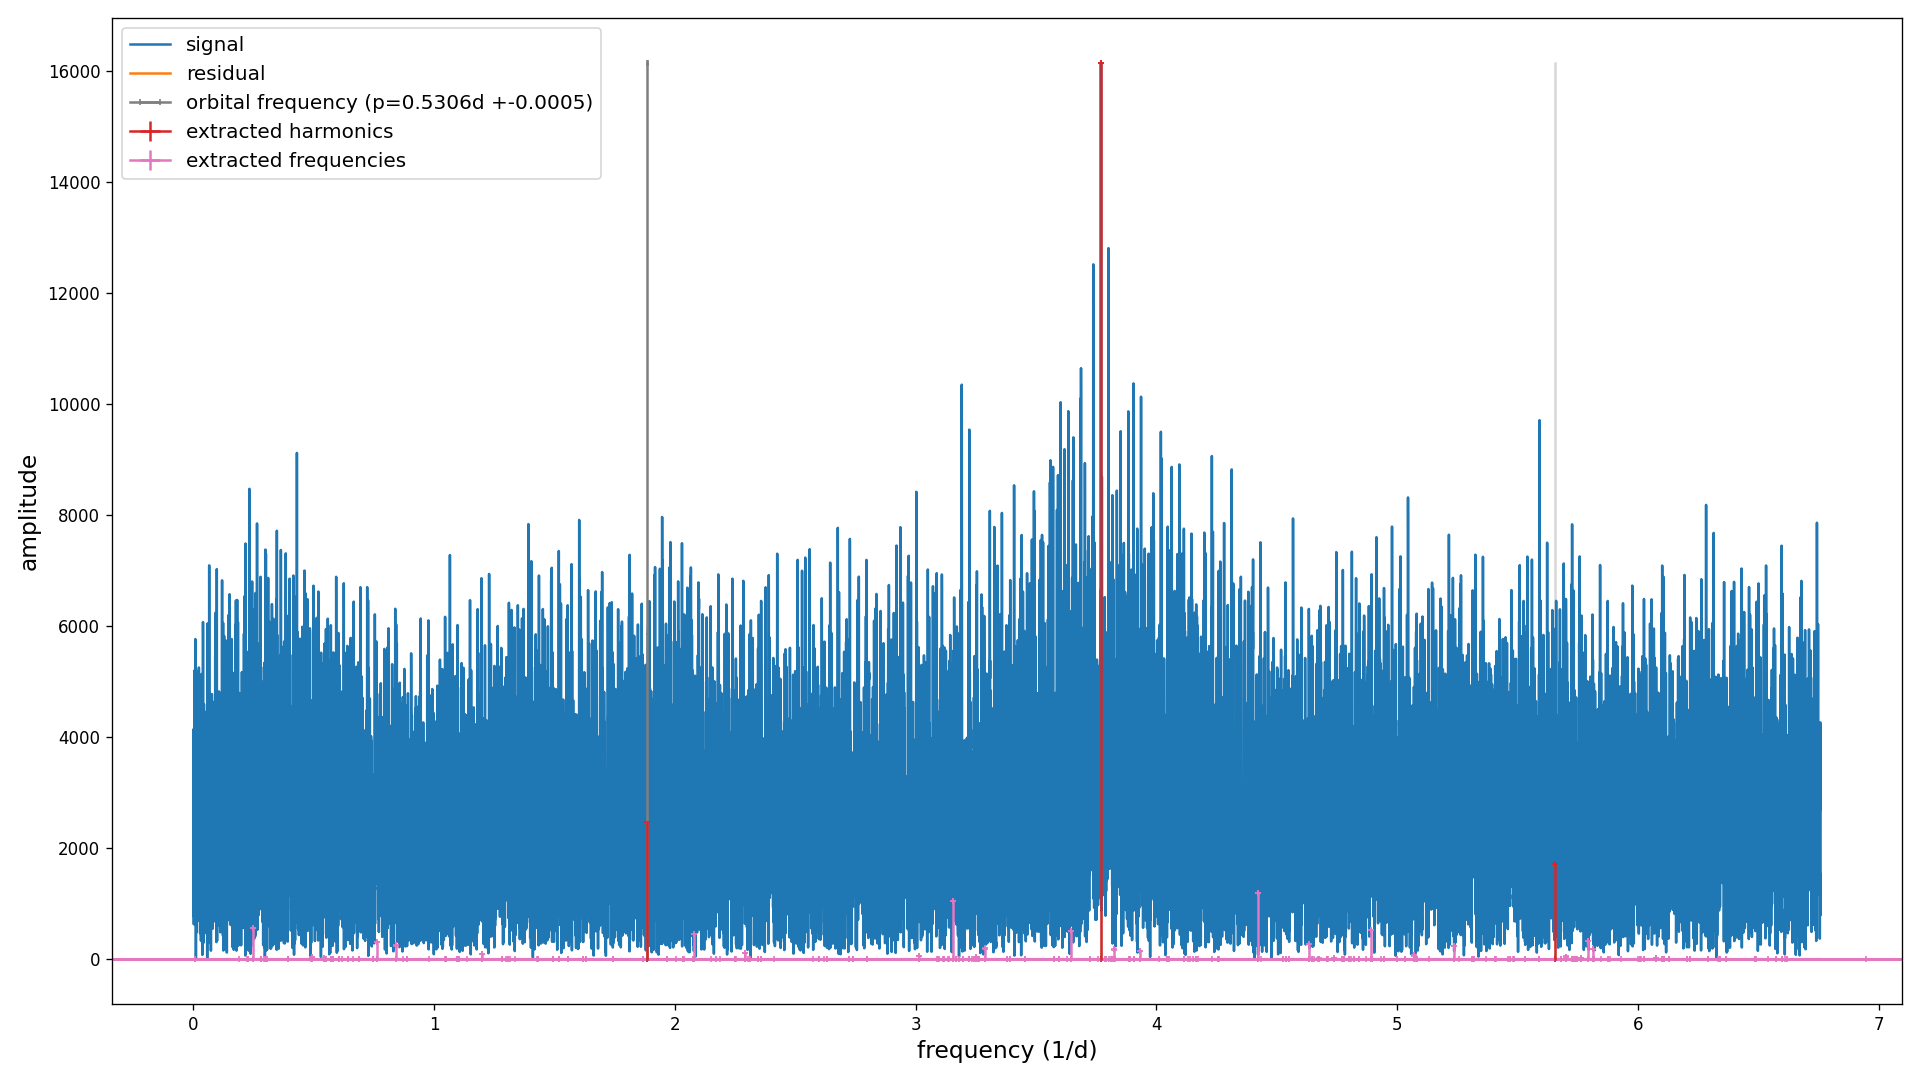 signal
residual
orbital frequency (p=0.5306d +-0.0005)
extracted harmonics
extracted frequencies
16000
14000
12000
10000
8000
6000
4000
2000
0
amplitude
0 1 2 3 4 5 6 7
frequency (1/d)